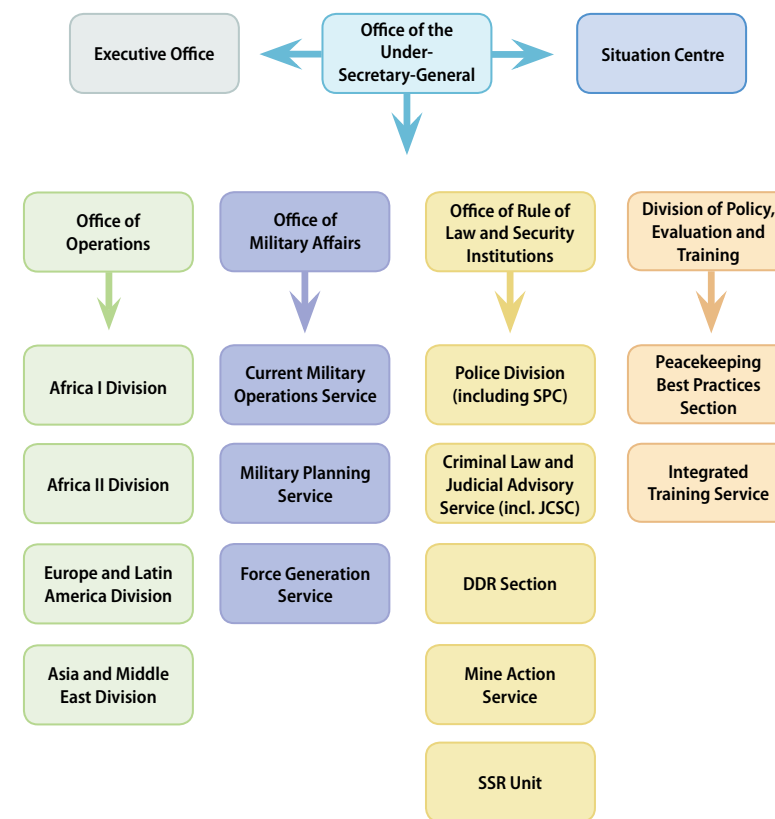 Executive Office
Office of the
Under-
Secretary-General
Situation Centre
Office of
Operations
Office of
Military Affairs
Office of Rule of
Law and Security
Institutions
Division of Policy,
Evaluation and
Training
Africa I Division
Current Military
Operations Service
Police Division
(including SPC)
Peacekeeping
Best Practices
Section
Africa II Division
Military Planning
Service
Criminal Law and
Judicial Advisory
Service (incl. JCSC)
Integrated
Training Service
Europe and Latin
America Division
Force Generation
Service
DDR Section
Asia and Middle
East Division
Mine Action
Service
SSR Unit